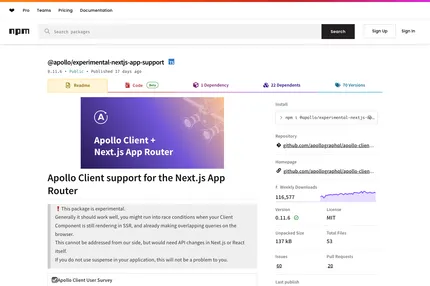 ❤ Pro Teams Pricing Documentation
npm Search packages Search Sign Up Sign In
@apollo/experimental-nextjs-app-support TS
0.11.6 • Public • Published 17 days ago
Readme Code Beta 1 Dependency 22 Dependents 70 Versions
Apollo Client +
Next.js App Router
Apollo Client support for the Next.js App
Router
❗ This package is experimental.
Generally it should work well, you might run into race conditions when your Client
Component is still rendering in SSR, and already making overlapping queries on the
browser.
This cannot be addressed from our side, but would need API changes in Next.js or React
itself.
If you do not use suspense in your application, this will not be a problem to you.
☑Apollo Client User Survey
Install
> npm i @apollo/experimental-nextjs-
Repository
github.com/apollographql/apollo-clien...
Homepage
github.com/apollographql/apollo-clien...
Weekly Downloads
116,577
Version License
0.11.6 MIT
Unpacked Size Total Files
137 kB 53
Issues Pull Requests